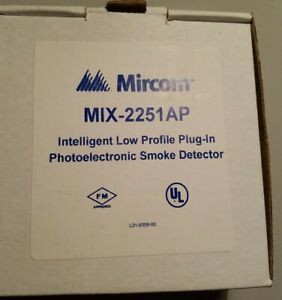 Mircom
MIX-2251AP
Intelligent Low Profile Plug-In
Photoelectronic Smoke Detector
FM
APPROVED
UL